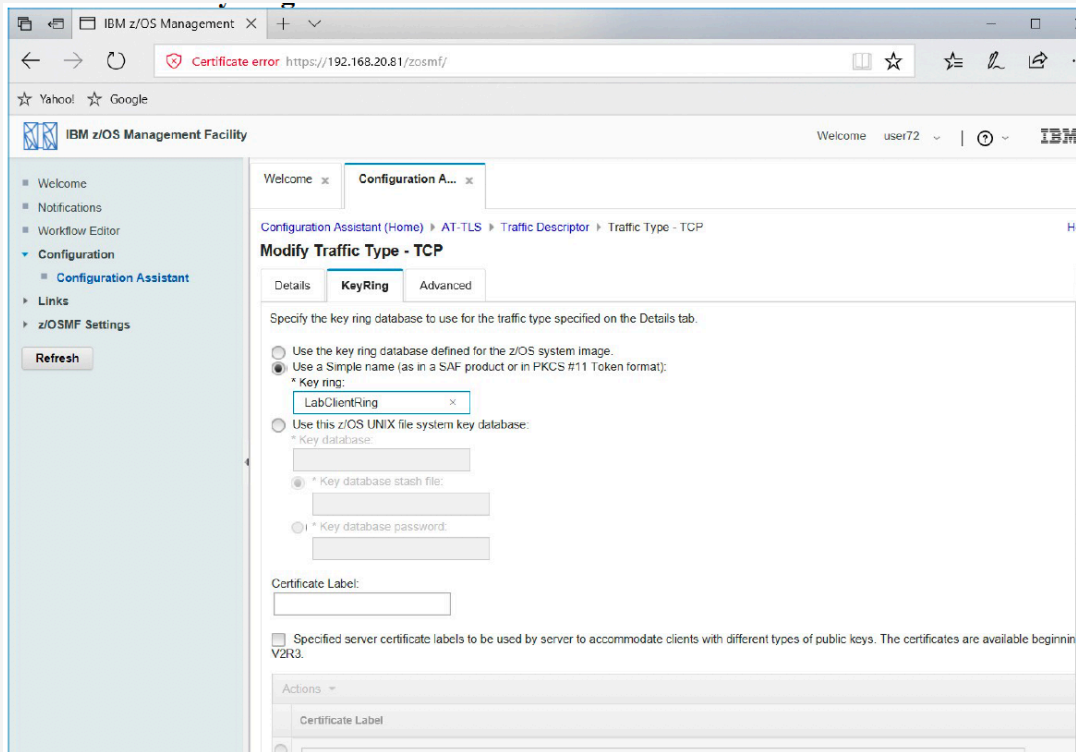 IBM z/OS Management
Certificate error https://192.168.20.81/zosmf/
Yahoo! Google
IBM z/OS Management Facility
Welcome user72
IBM
Welcome
Notifications
Workflow Editor
Configuration
Configuration Assistant
Links
z/OSMF Settings
Refresh
Welcome x Configuration A... x
Configuration Assistant (Home) AT-TLS Traffic Descriptor Traffic Type - TCP
Modify Traffic Type - TCP
Details KeyRing Advanced
Specify the key ring database to use for the traffic type specified on the Details tab.
Use the key ring database defined for the z/OS system image.
Use a Simple name (as in a SAF product or in PKCS #11 Token format):
* Key ring:
LabClientRing ×
Use this z/OS UNIX file system key database:
* Key database:
* Key database stash file:
* Key database password:
Certificate Label:
Specified server certificate labels to be used by server to accommodate clients with different types of public keys. The certificates are available beginnin
V2R3.
Actions
Certificate Label